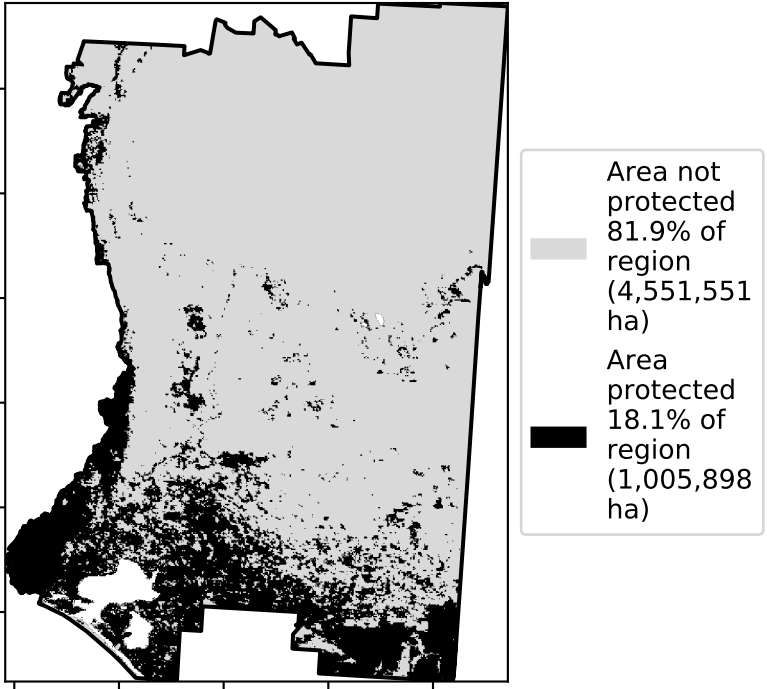 Area not
protected
81.9% of
region
(4,551,551
ha)
Area
protected
18.1% of
region
(1,005,898
ha)